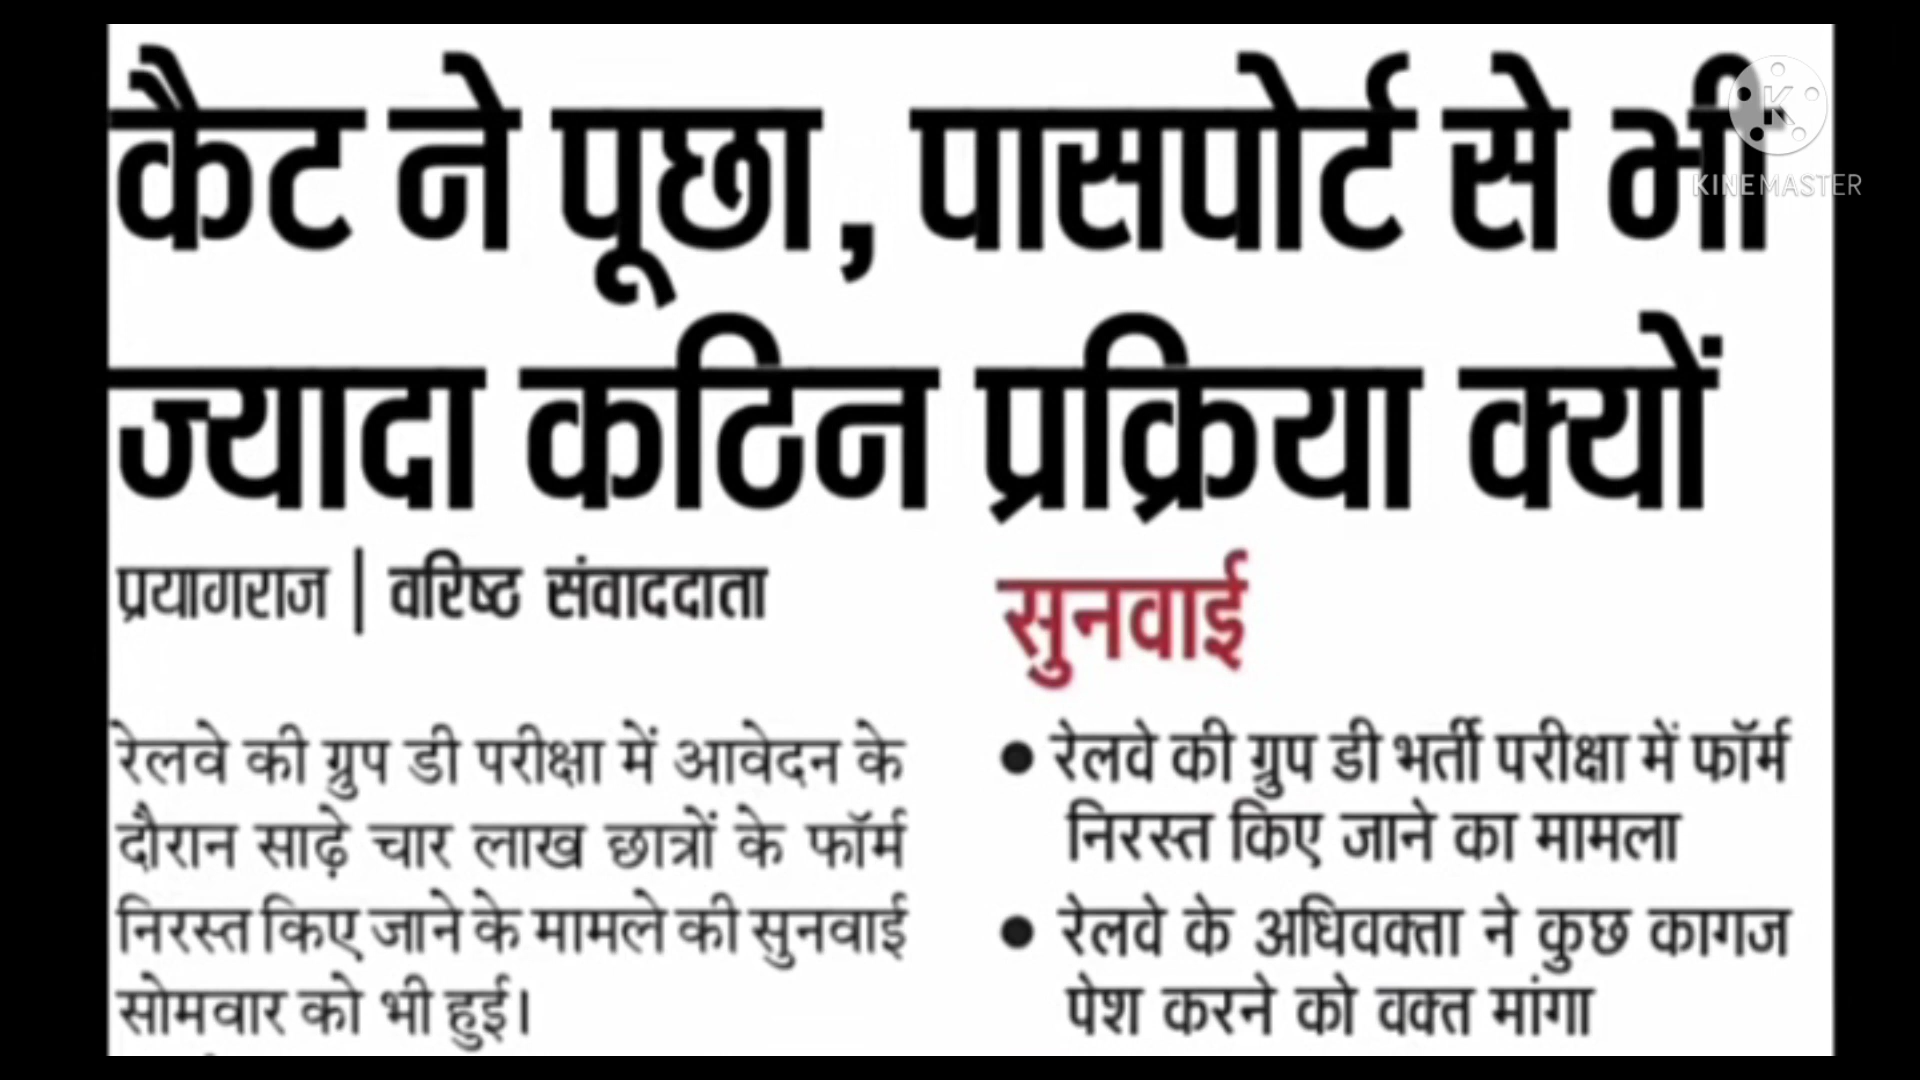 कैट ने पूछा, पासपोर्ट से भी
ज्यादा कठिन प्रक्रिया क्यों
KINEMASTER
प्रयागराज | वरिष्ठ संवाददाता
रेलवे की ग्रुप डी परीक्षा में आवेदन के
दौरान साढ़े चार लाख छात्रों के फॉर्म
निरस्त किए जाने के मामले की सुनवाई
सोमवार को भी हुई।
सुनवाई
● रेलवे की ग्रुप डी भर्ती परीक्षा में फॉर्म
निरस्त किए जाने का मामला
● रेलवे के अधिवक्ता ने कुछ कागज
पेश करने को वक्त मांगा